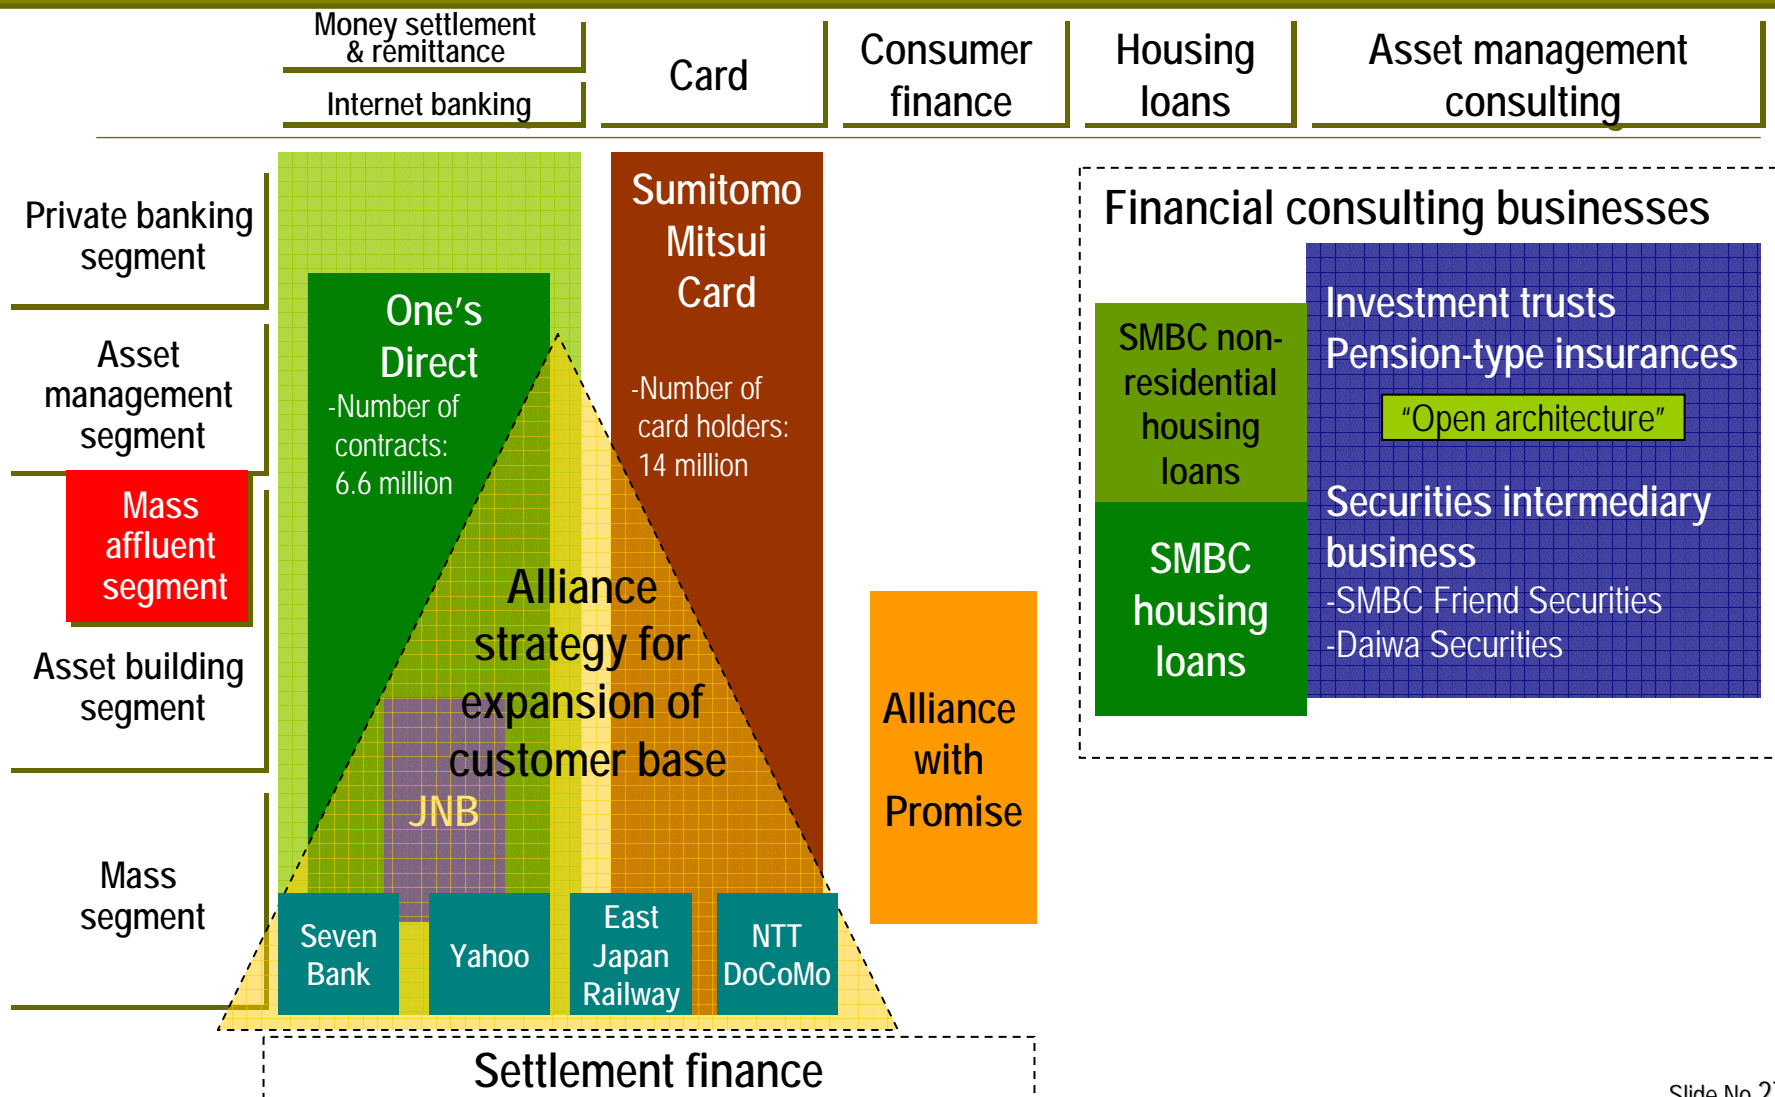 Money settlement
& remittance
Internet banking
Card
Consumer
finance
Housing
loans
Asset management
consulting
Private banking
segment
Asset
management
segment
Mass
affluent
segment
Asset building
segment
Mass
segment
One's
Direct
-Number of
contracts:
6.6 million
Sumitomo
Mitsui
Card
-Number of
card holders:
14 million
Alliance
strategy for
expansion of
customer base
JNB
Seven
Bank
Yahoo
East
Japan
Railway
NTT
DoCoMo
Alliance
with
Promise
Financial consulting businesses
SMBC non-
residential
housing
loans
SMBC
housing
loans
Investment trusts
Pension-type insurances
“Open architecture”
Securities intermediary
business
-SMBC Friend Securities
-Daiwa Securities
Settlement finance
Slide No.